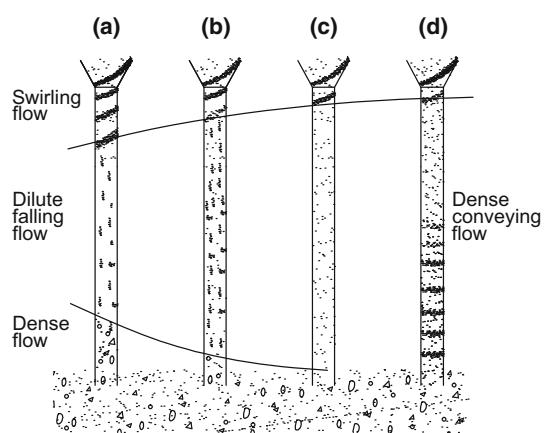 (a) (b) (c) (d)
Swirling
flow
Dilute
falling
flow
Dense
conveying
flow
Dense
flow